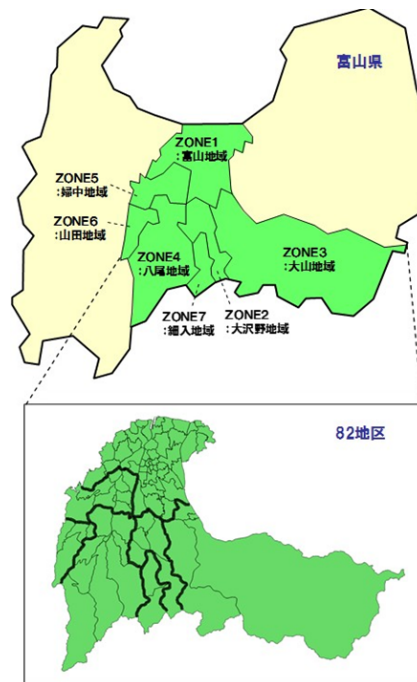 富山県
ZONE1
:富山地域
ZONE5
:婦中地域
ZONE6
:山田地域
ZONE4
:八尾地域
ZONE3
:大山地域
ZONE7
:細入地域
ZONE2
:大沢野地域
82地区